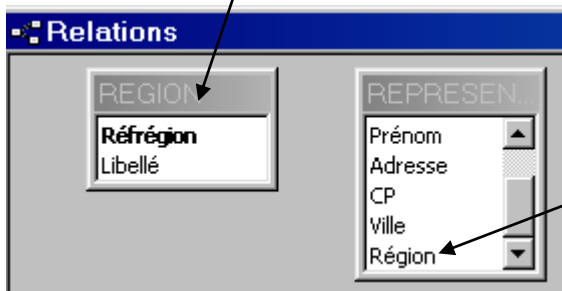 Relations
REGION
Réfrégion
Libellé
REPRESEN...
Prénom
Adresse
CP
Ville
Région